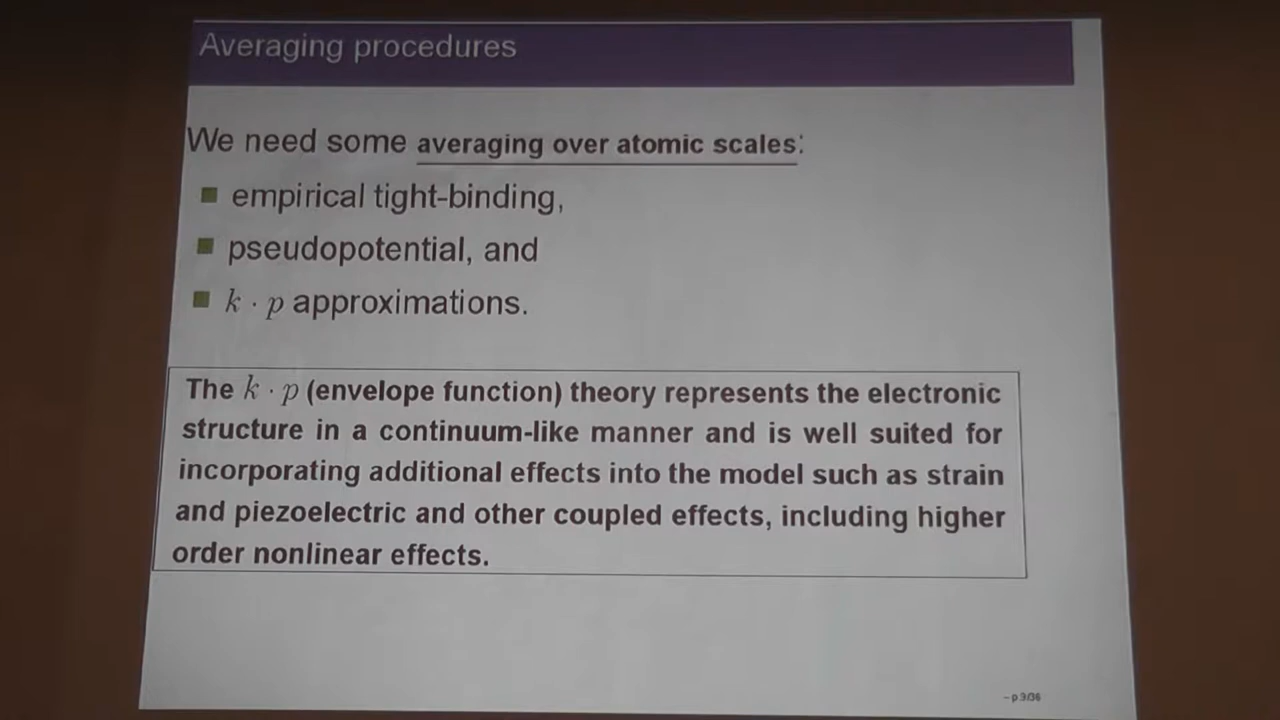 Averaging procedures
We need some averaging over atomic scales:
empirical tight-binding,
pseudopotential, and
k · p approximations.
The k · p (envelope function) theory represents the electronic
structure in a continuum-like manner and is well suited for
incorporating additional effects into the model such as strain
and piezoelectric and other coupled effects, including higher
order nonlinear effects.